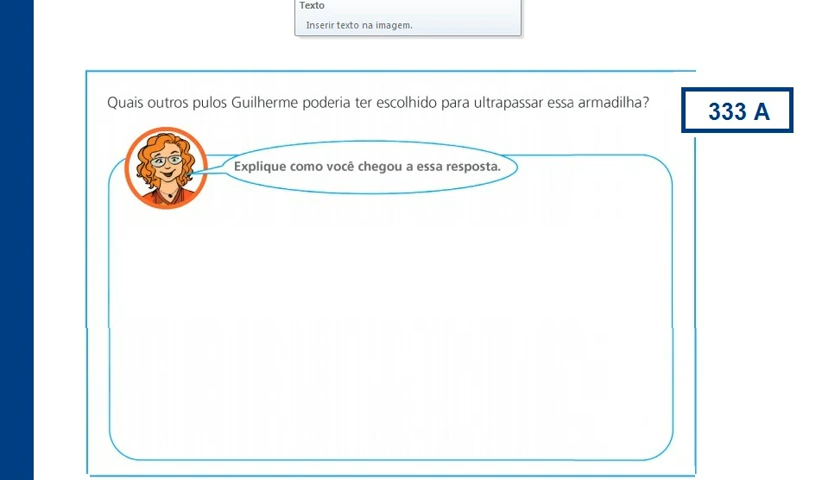 Texto
Inserir texto na imagem.
Quais outros pulos Guilherme poderia ter escolhido para ultrapassar essa armadilha?
333 A
Explique como você chegou a essa resposta.